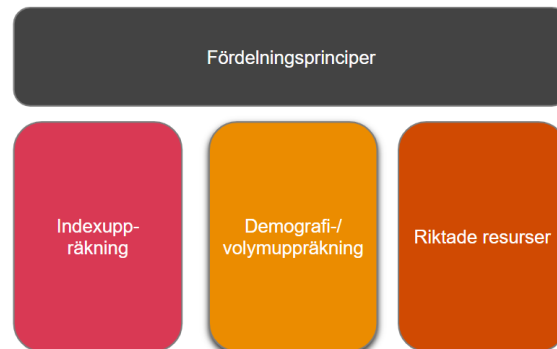 Fördelningsprinciper
Indexupp-
räkning
Demografi-/
volymuppräkning
Riktade resurser